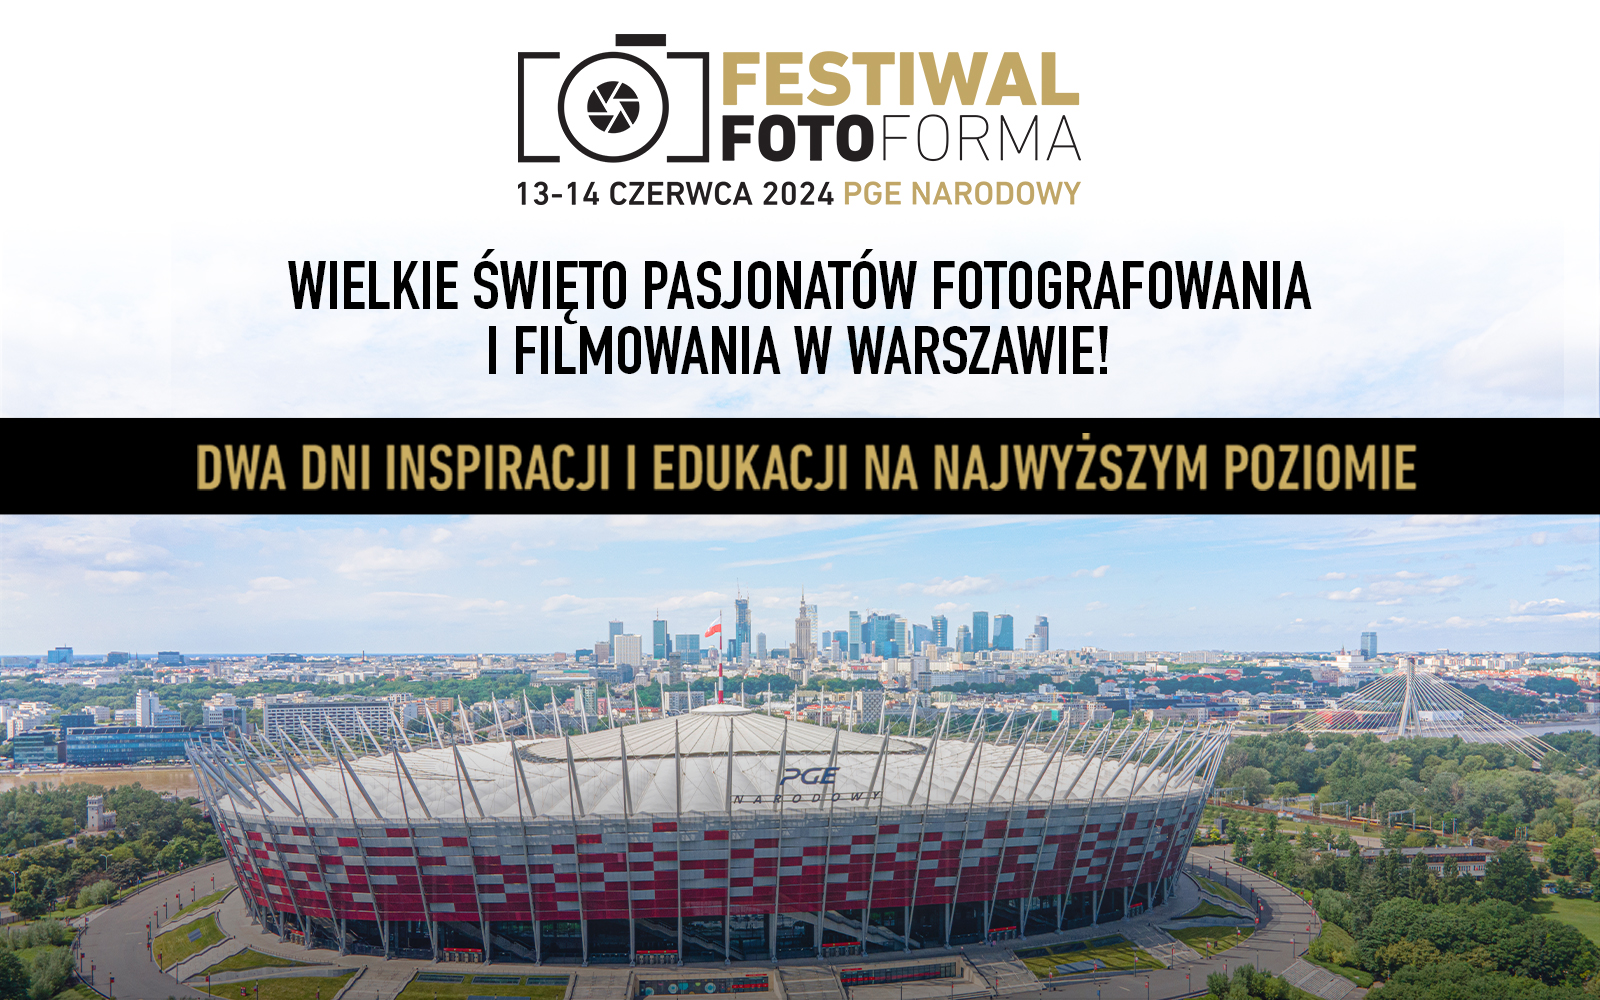 FESTIWAL
FOTOFORMA
13-14 CZERWCA 2024 PGE NARODOWY
WIELKIE ŚWIĘTO PASJONATÓW FOTOGRAFOWANIA
I FILMOWANIA W WARSZAWIE!
DWA DNI INSPIRACJI I EDUKACJI NA NAJWYŻSZYM POZIOMIE
PGE
NARODOWY